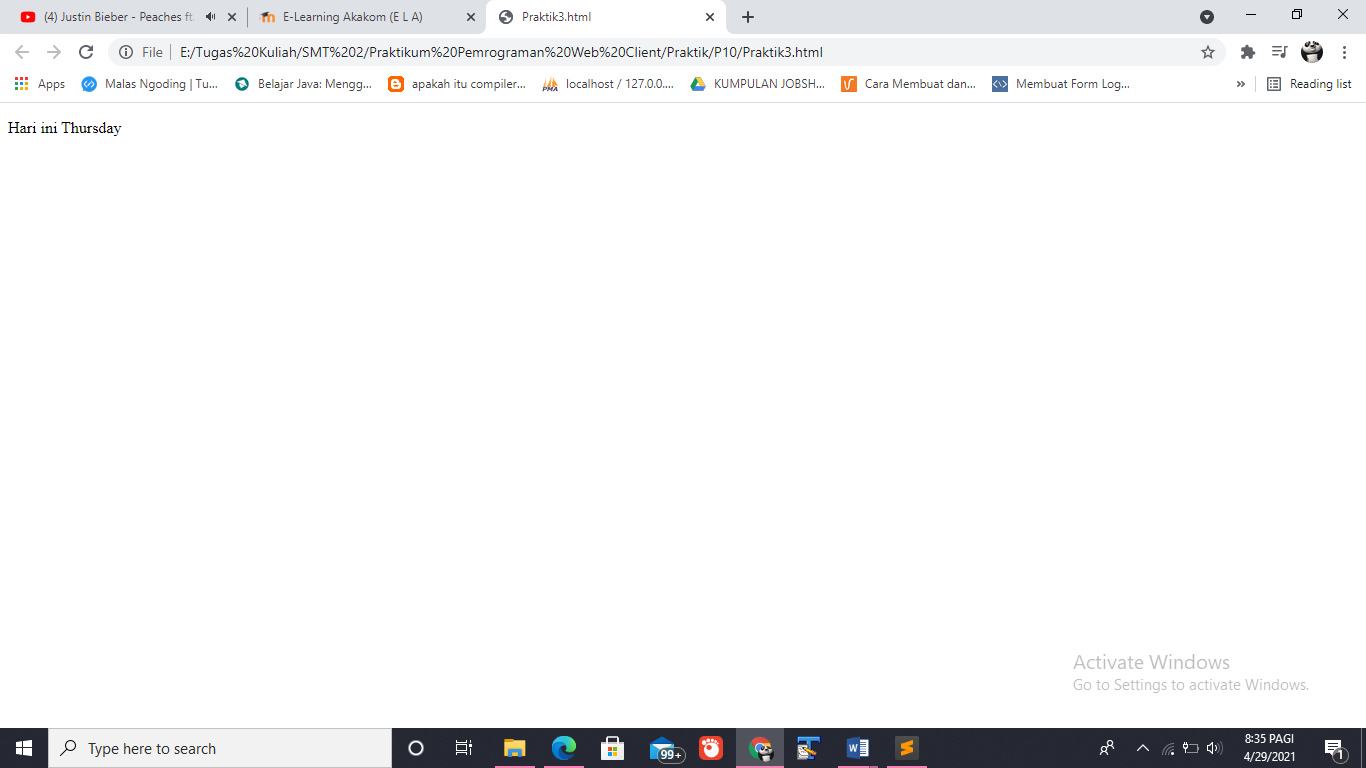 (4) Justin Bieber - Peaches ft.
E-Learning Akakom (E L A)
Praktik3.html
File
E:/Tugas%20Kuliah/SMT%202/Praktikum%20Pemrograman%20Web%20Client/Praktik/P10/Praktik3.html
Apps
Malas Ngoding | Tu...
Belajar Java: Mengg...
apakah itu compiler...
PMA
localhost / 127.0.0....
KUMPULAN JOBSH...
Cara Membuat dan...
Membuat Form Log...
»
Reading list
Hari ini Thursday
Activate Windows
Go to Settings to activate Windows.
Type here to search
99+
8:35 PAGI
4/29/2021
1